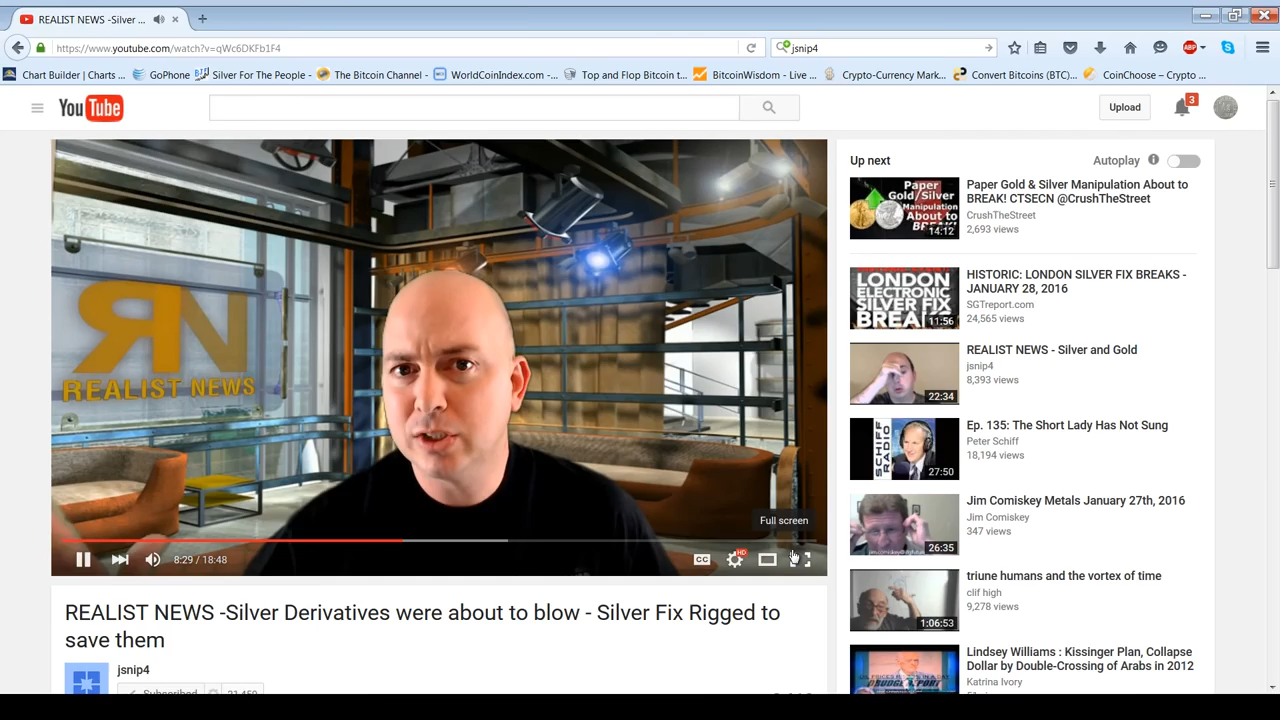 REALIST NEWS -Silver ...
https://www.youtube.com/watch?v=qWc6DKFb1F4
jsnip4
ABP
Chart Builder | Charts ...
GoPhone
Silver For The People - ...
The Bitcoin Channel - ...
WorldCoinIndex.com -...
Top and Flop Bitcoin t...
BitcoinWisdom - Live ...
Crypto-Currency Mark...
Convert Bitcoins (BTC)...
CoinChoose – Crypto ...
YouTube
Upload
3
RN
REALIST NEWS
Full screen
8:29 / 18:48
CC
HD
REALIST NEWS -Silver Derivatives were about to blow - Silver Fix Rigged to
save them
jsnip4
Subscribed
Up next
Autoplay
Paper
Gold/Silver
Manipulation
About to
BREAK!
14:12
Paper Gold & Silver Manipulation About to
BREAK! CTSECN @CrushTheStreet
CrushTheStreet
2,693 views
LONDON
ELECTRONIC
SILVER FIX
BREAK
11:56
HISTORIC: LONDON SILVER FIX BREAKS -
JANUARY 28, 2016
SGTreport.com
24,565 views
22:34
REALIST NEWS - Silver and Gold
jsnip4
8,393 views
SCHIFF
RADIO
27:50
Ep. 135: The Short Lady Has Not Sung
Peter Schiff
18,194 views
26:35
Jim Comiskey Metals January 27th, 2016
Jim Comiskey
347 views
1:06:53
triune humans and the vortex of time
clif high
9,278 views
Lindsey Williams : Kissinger Plan, Collapse
Dollar by Double-Crossing of Arabs in 2012
Katrina Ivory